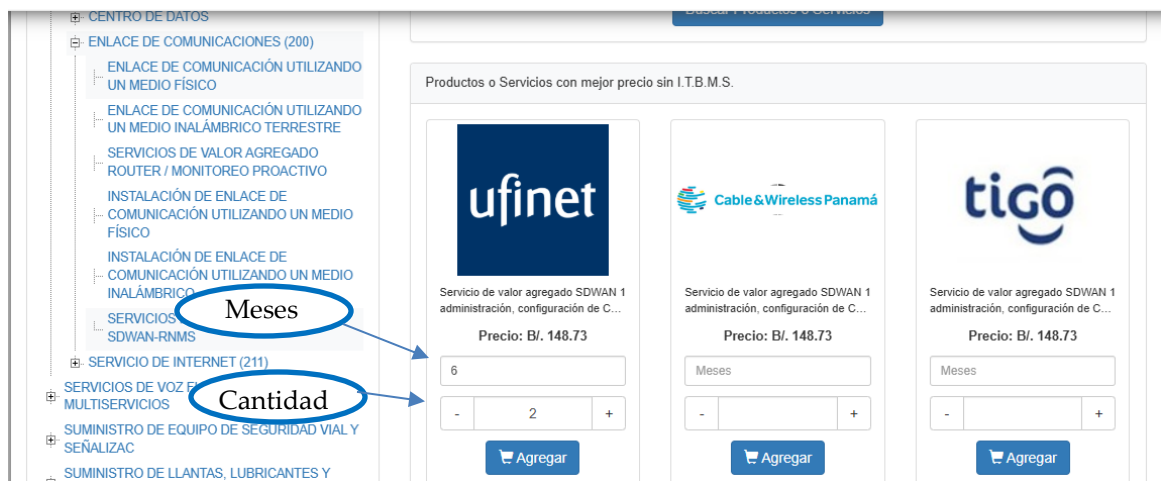 CENTRO DE DATOS
ENLACE DE COMUNICACIONES (200)
ENLACE DE COMUNICACIÓN UTILIZANDO
UN MEDIO FÍSICO
ENLACE DE COMUNICACIÓN UTILIZANDO
UN MEDIO INALÁMBRICO TERRESTRE
SERVICIOS DE VALOR AGREGADO
ROUTER / MONITOREO PROACTIVO
INSTALACIÓN DE ENLACE DE
COMUNICACIÓN UTILIZANDO UN MEDIO
FÍSICO
INSTALACIÓN DE ENLACE DE
COMUNICACIÓN UTILIZANDO UN MEDIO
INALÁMBRICO
SERVICIOS
SDWAN-RNMS
SERVICIO DE INTERNET (211)
SERVICIOS DE VOZ
MULTISERVICIOS
SUMINISTRO DE EQUIPO DE SEGURIDAD VIAL Y
SEÑALIZAC
SUMINISTRO DE LLANTAS, LUBRICANTES Y
Meses
Cantidad
Buscar Productos o Servicios
Productos o Servicios con mejor precio sin I.T.B.M.S.
ufinet
Servicio de valor agregado SDWAN 1
administración, configuración de C...
Precio: B/. 148.73
6
- 2 +
Agregar
Cable & Wireless Panamá
Servicio de valor agregado SDWAN 1
administración, configuración de C...
Precio: B/. 148.73
Meses
- +
Agregar
tigo
Servicio de valor agregado SDWAN 1
administración, configuración de C...
Precio: B/. 148.73
Meses
- +
Agregar